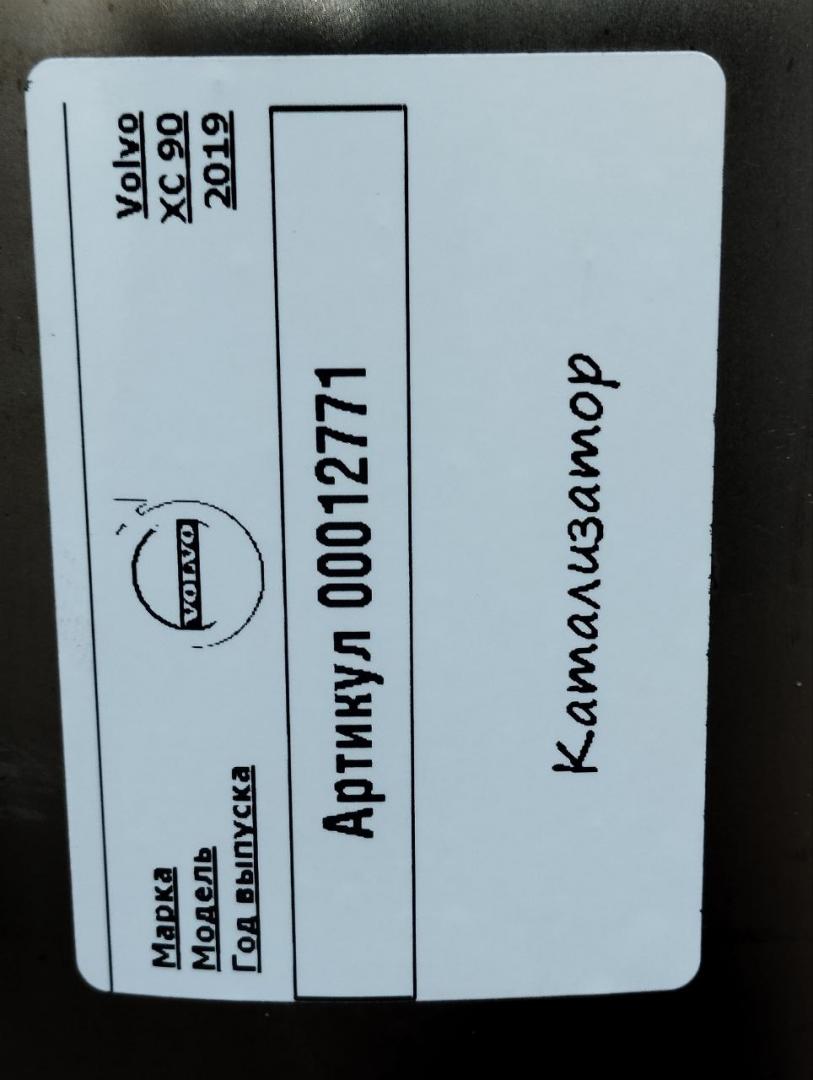 Марка Volvo
Модель XC 90
Год выпуска 2019
VOLVO
Артикул 00012771
Катализатор